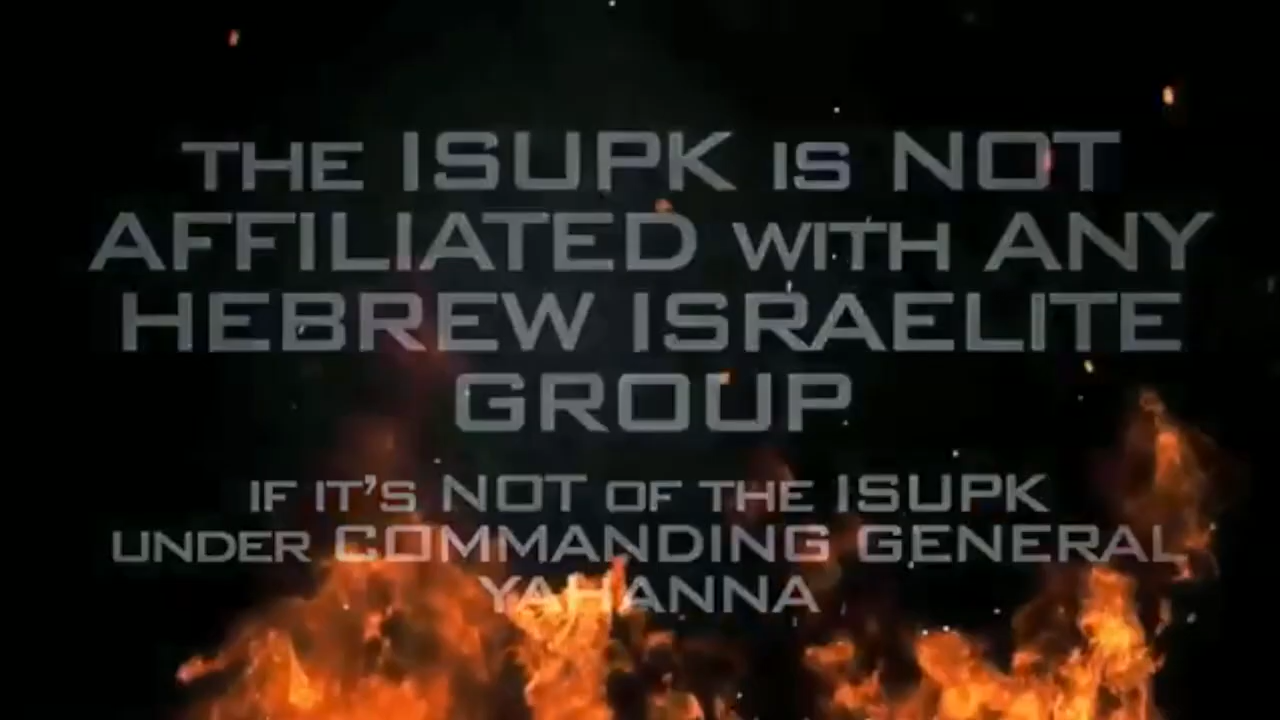 THE ISUPK IS NOT
AFFILIATED WITH ANY
HEBREW ISRAELITE
GROUP
IF IT'S NOT OF THE ISUPK
UNDER COMMANDING GENERAL
YAHANNA